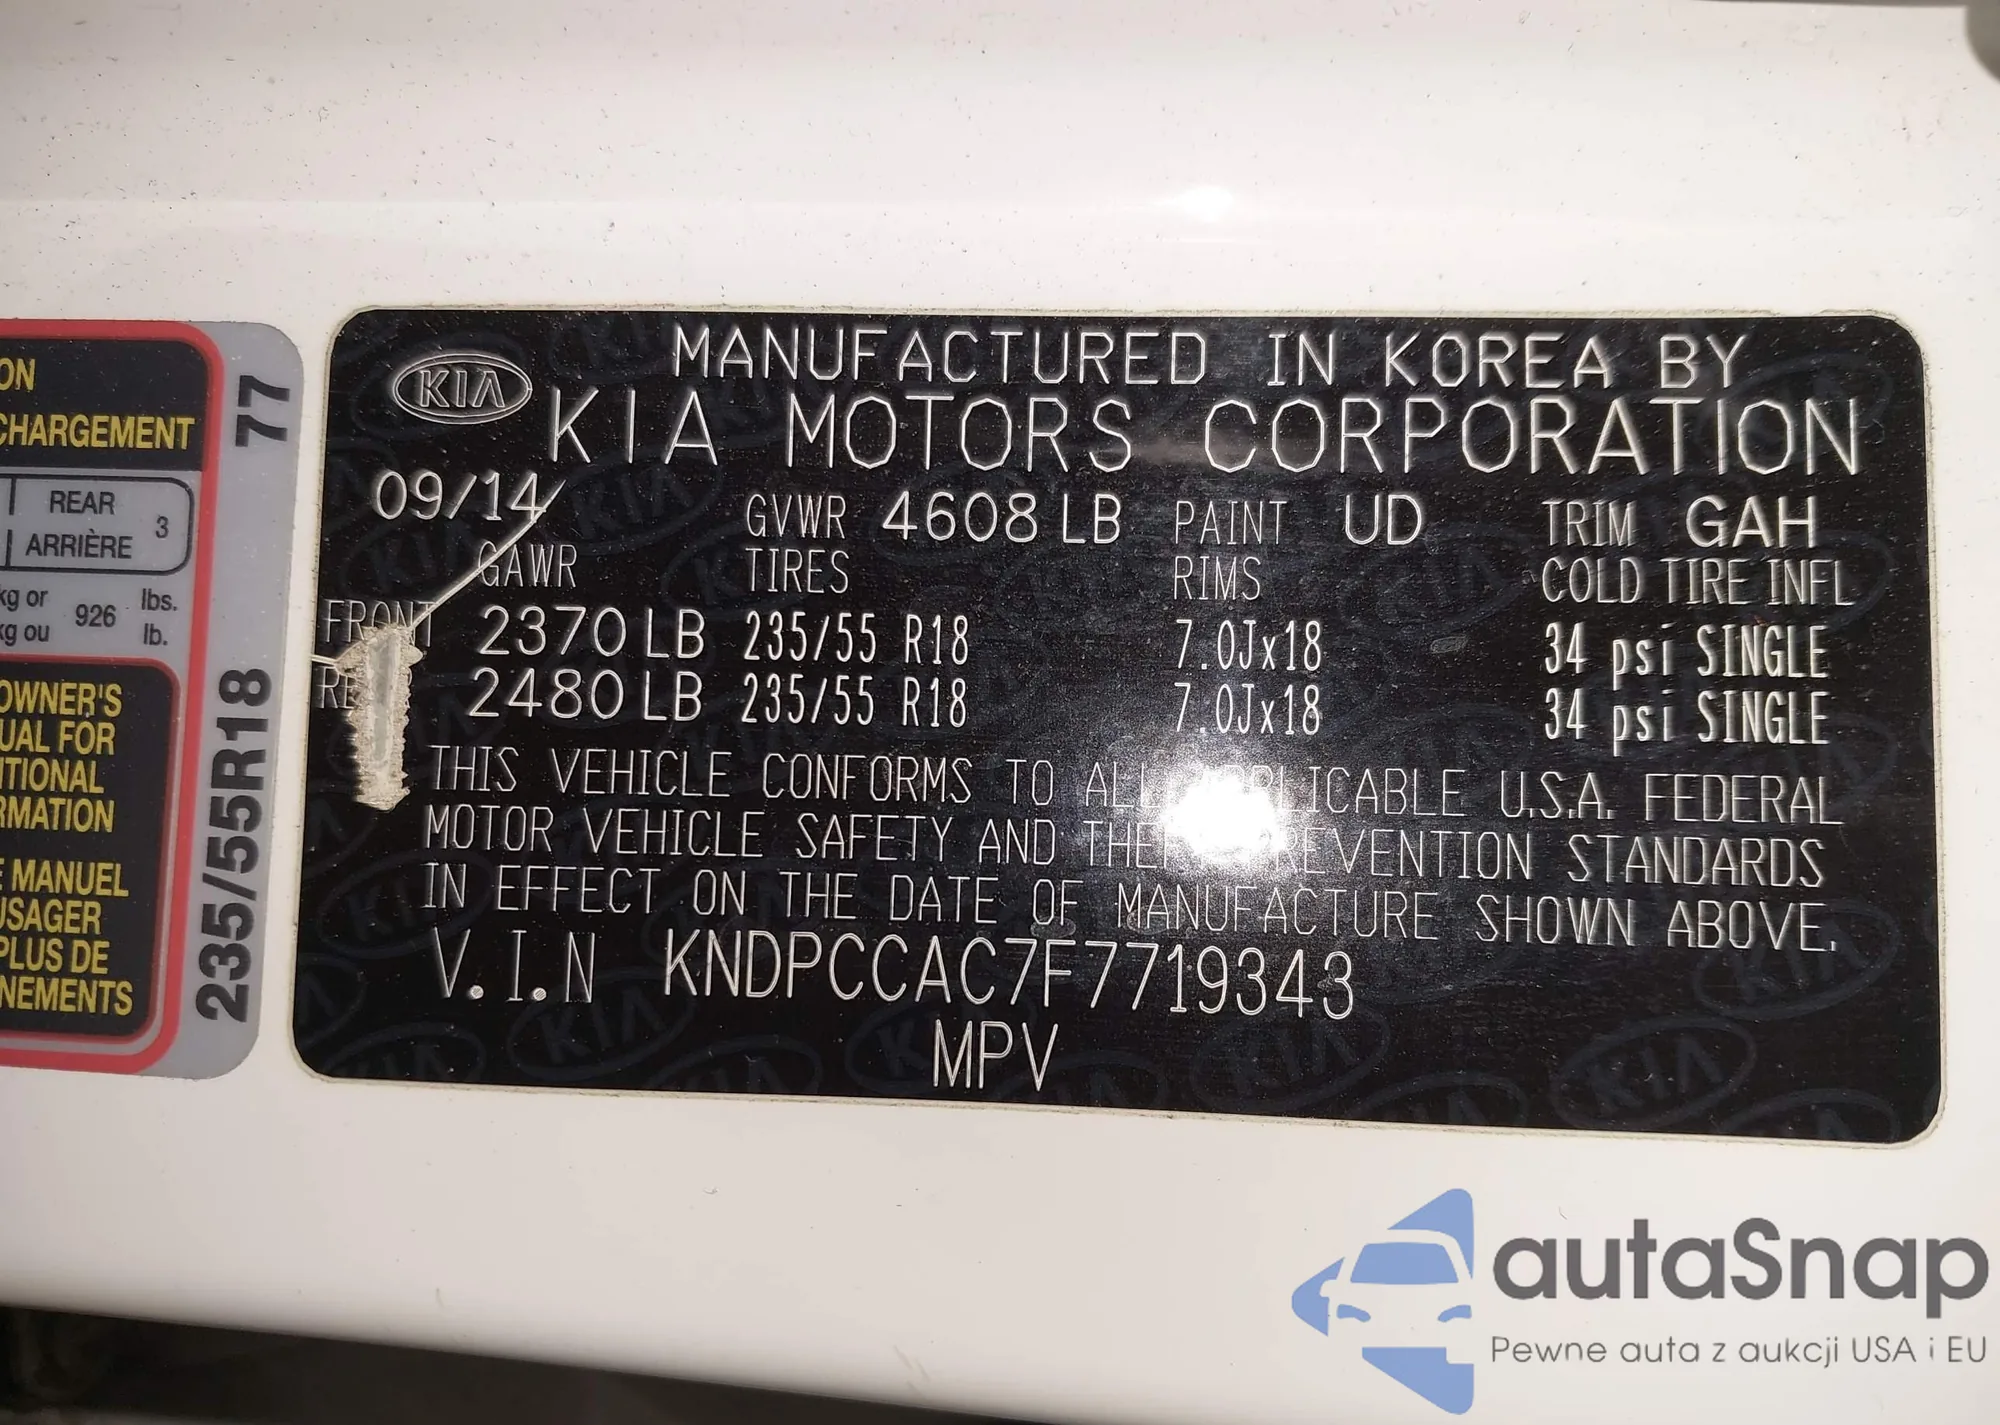 ON
CHARGEMENT
REAR
ARRIÈRE
3
kg or
kg ou
926
lbs.
lb.
OWNER'S
UAL FOR
ITIONAL
RMATION
E MANUEL
USAGER
PLUS DE
NEMENTS
77
235/55R18
KIA
MANUFACTURED IN KOREA BY
KIA MOTORS CORPORATION
09/14 GVWR 4608 LB PAINT UD TRIM GAH
GAWR TIRES RIMS COLD TIRE INFL
FRONT 2370 LB 235/55 R18 7.0Jx18 34 psi SINGLE
2480 LB 235/55 R18 7.0Jx18 34 psi SINGLE
THIS VEHICLE CONFORMS TO ALL APPLICABLE U.S.A. FEDERAL
MOTOR VEHICLE SAFETY AND THEFT PREVENTION STANDARDS
IN EFFECT ON THE DATE OF MANUFACTURE SHOWN ABOVE.
V.I.N KNDPCCAC7F7719343
MPV
autaSnap
Pewne auta z aukcji USA i EU